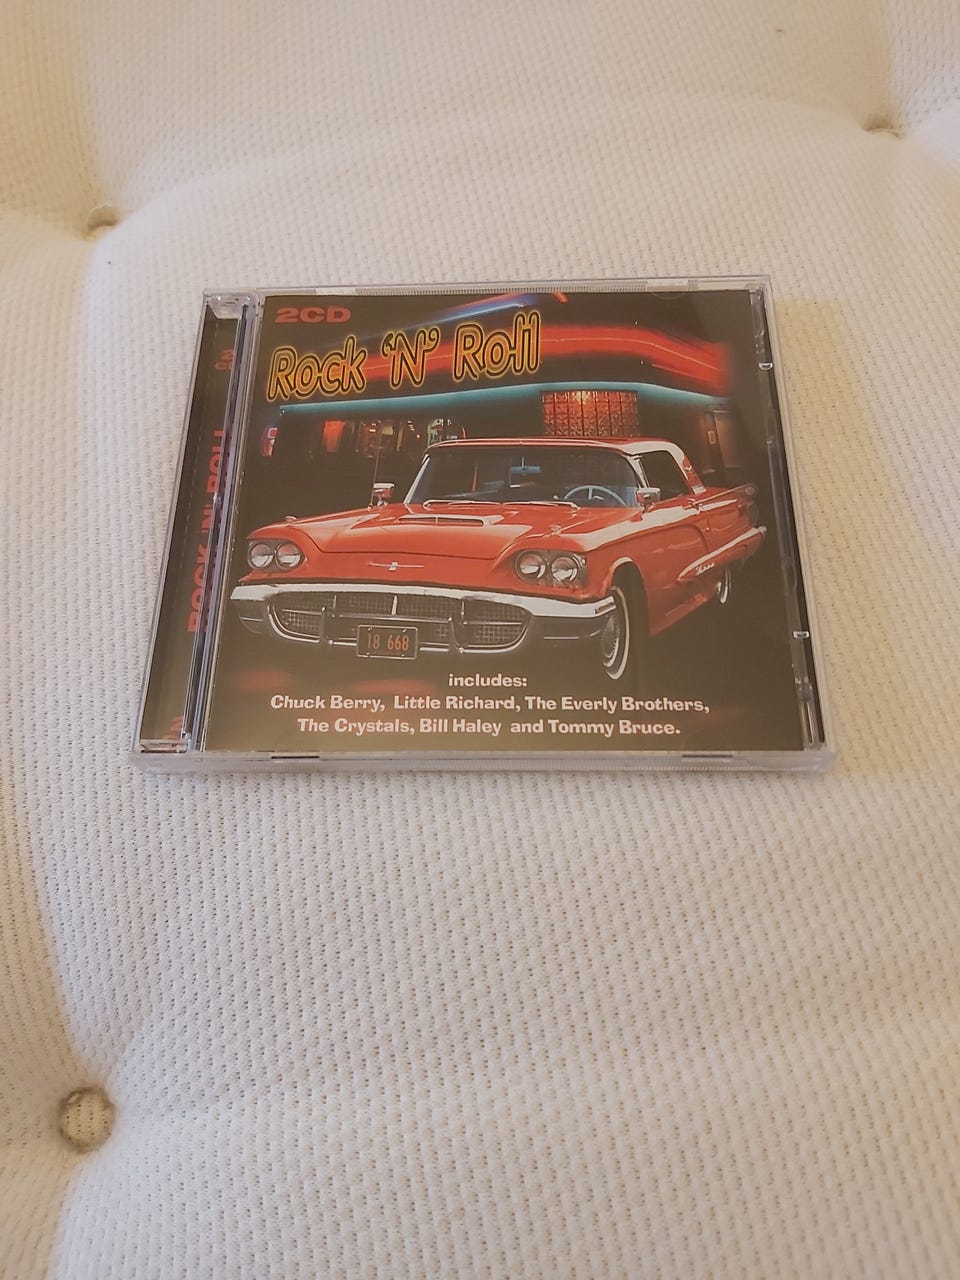 2CD
Rock 'N' Roll
ROCK 'N' ROLL
18 668
includes:
Chuck Berry, Little Richard, The Everly Brothers,
The Crystals, Bill Haley and Tommy Bruce.